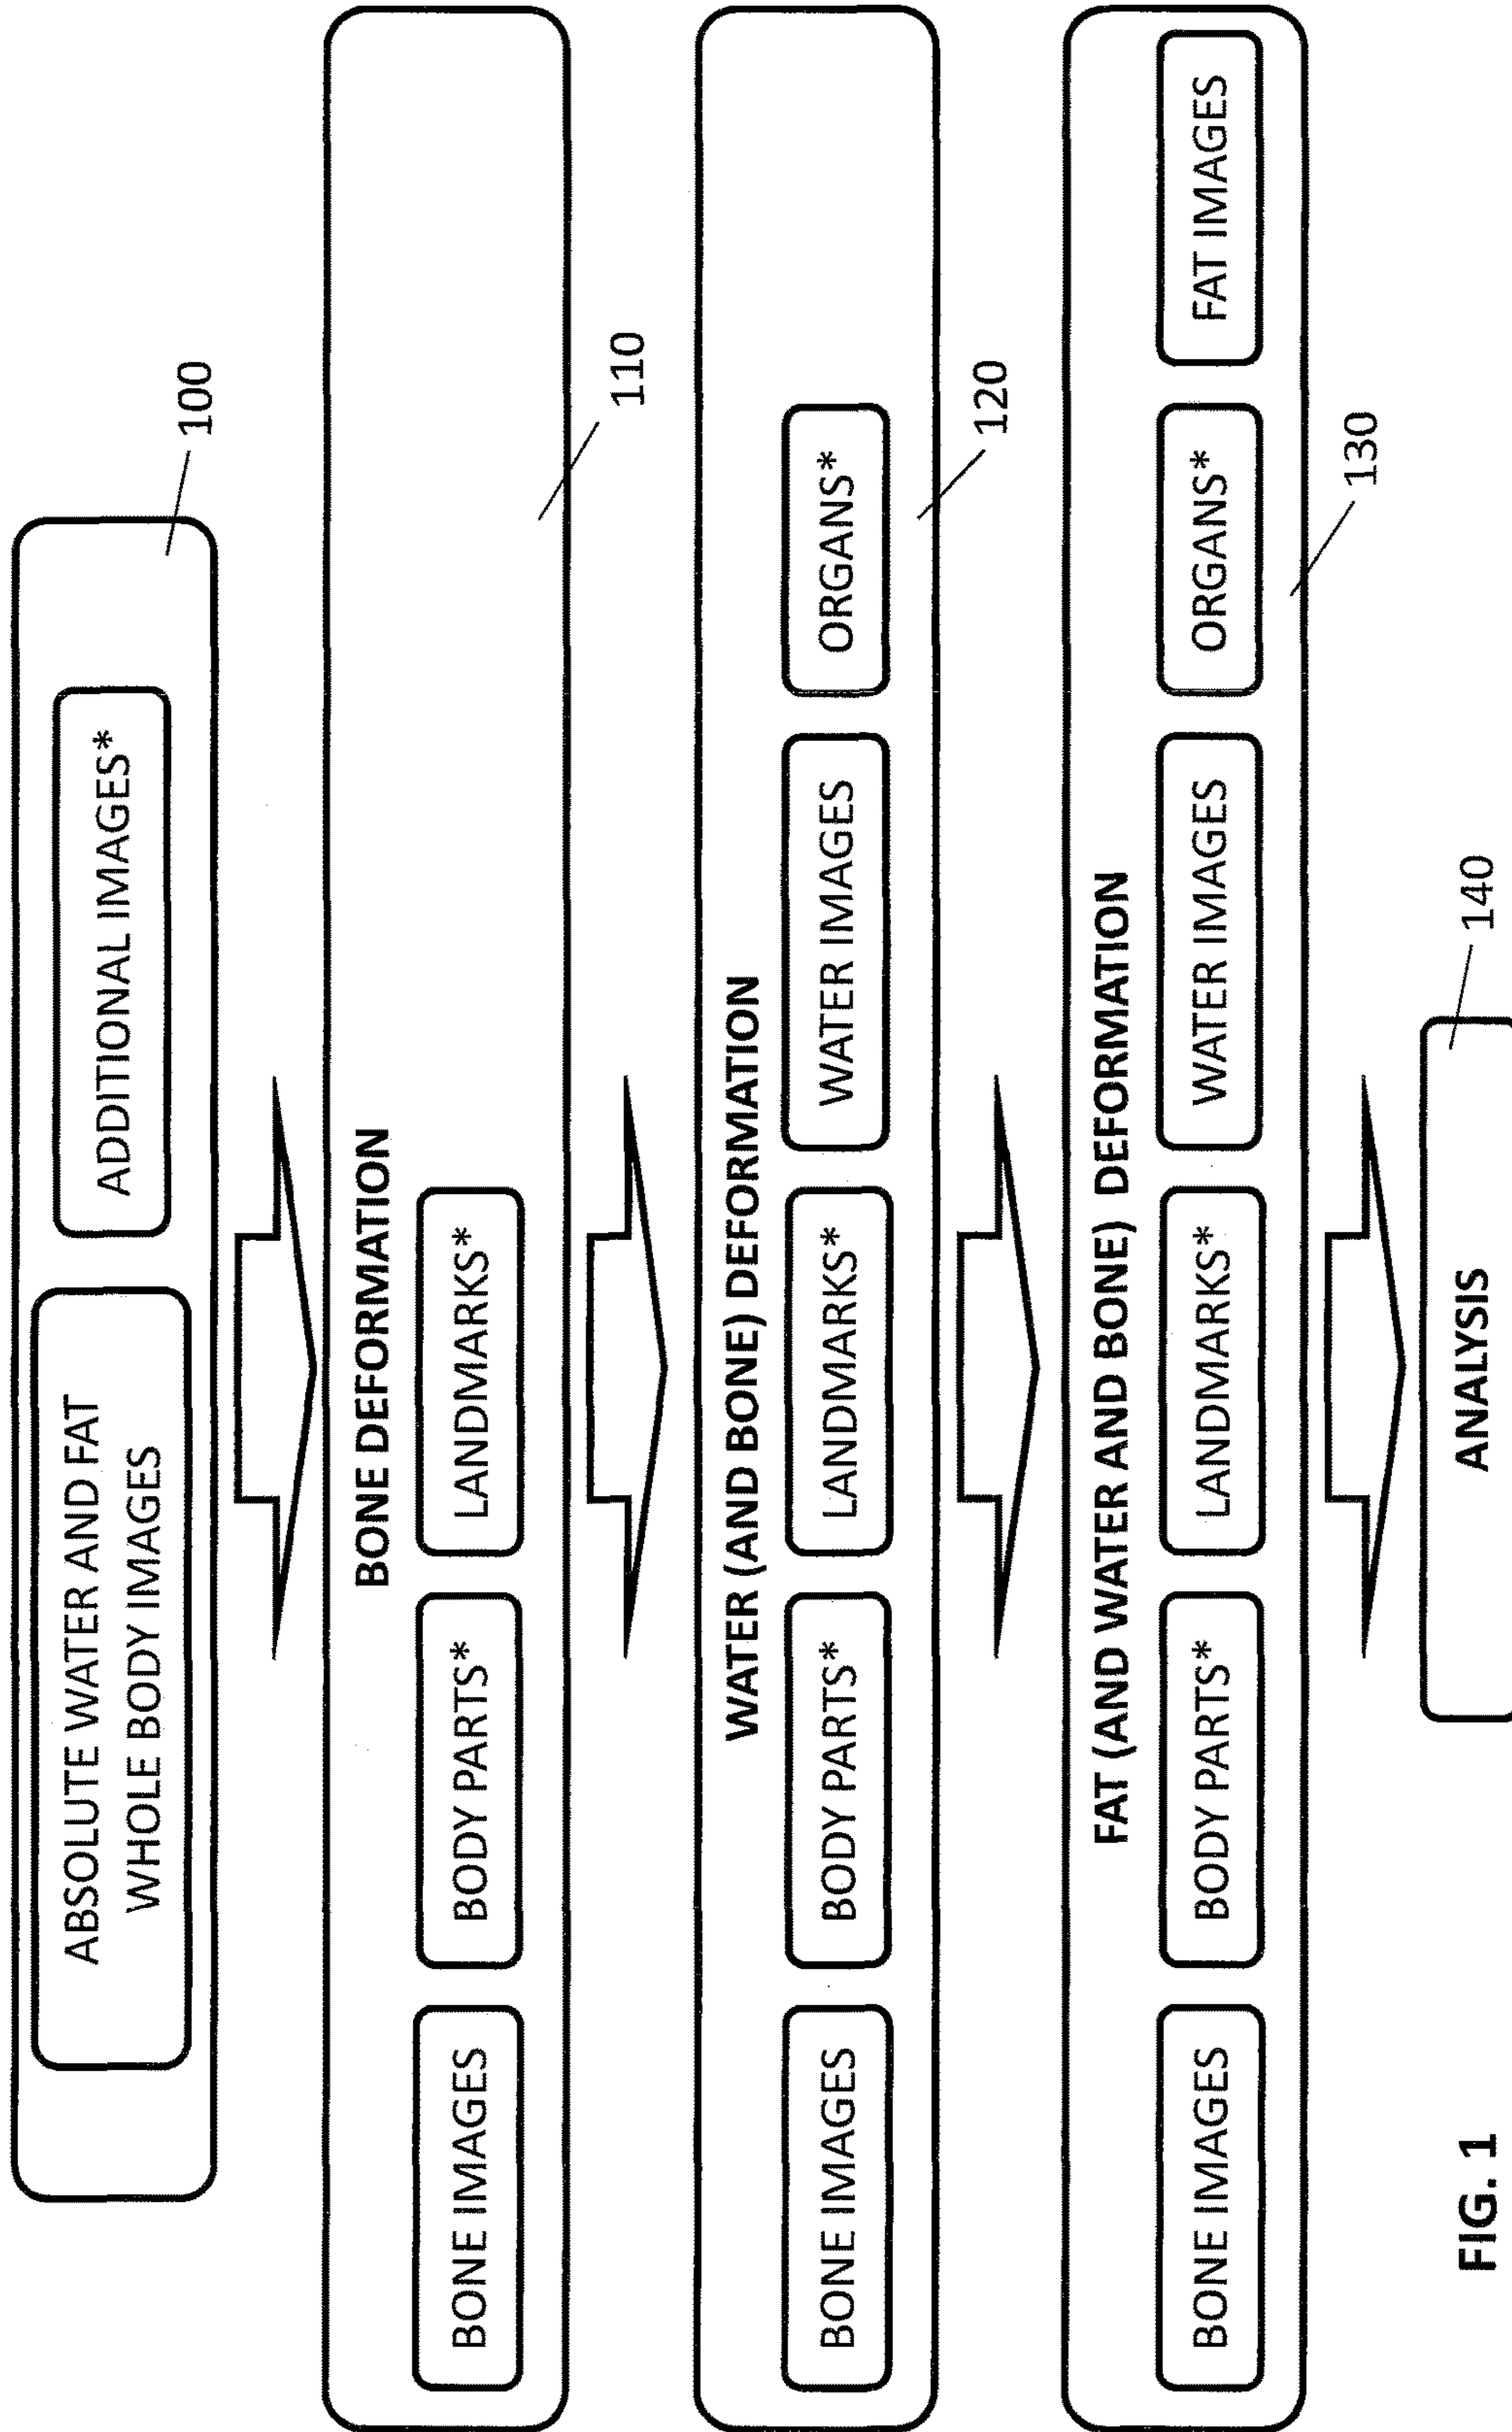 ABSOLUTE WATER AND FAT
WHOLE BODY IMAGES
ADDITIONAL IMAGES*
100
BONE DEFORMATION
BONE IMAGES
BODY PARTS*
LANDMARKS*
110
WATER (AND BONE) DEFORMATION
BONE IMAGES
BODY PARTS*
LANDMARKS*
WATER IMAGES
ORGANS*
120
FAT (AND WATER AND BONE) DEFORMATION
BONE IMAGES
BODY PARTS*
LANDMARKS*
WATER IMAGES
ORGANS*
FAT IMAGES
130
ANALYSIS
140
FIG. 1